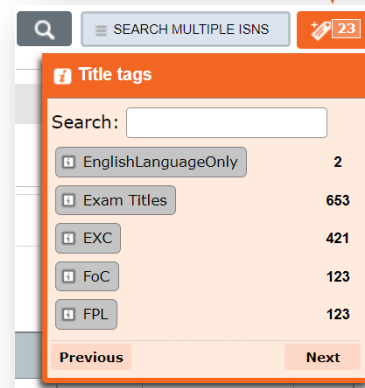 SEARCH MULTIPLE ISNS 23
Title tags
Search:
EnglishLanguageOnly 2
Exam Titles 653
EXC 421
FoC 123
FPL 123
Previous Next